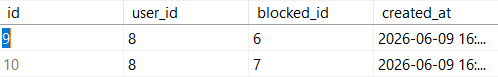 id user_id blocked_id created_at
9 8 6 2026-06-09 16:...
10 8 7 2026-06-09 16:...